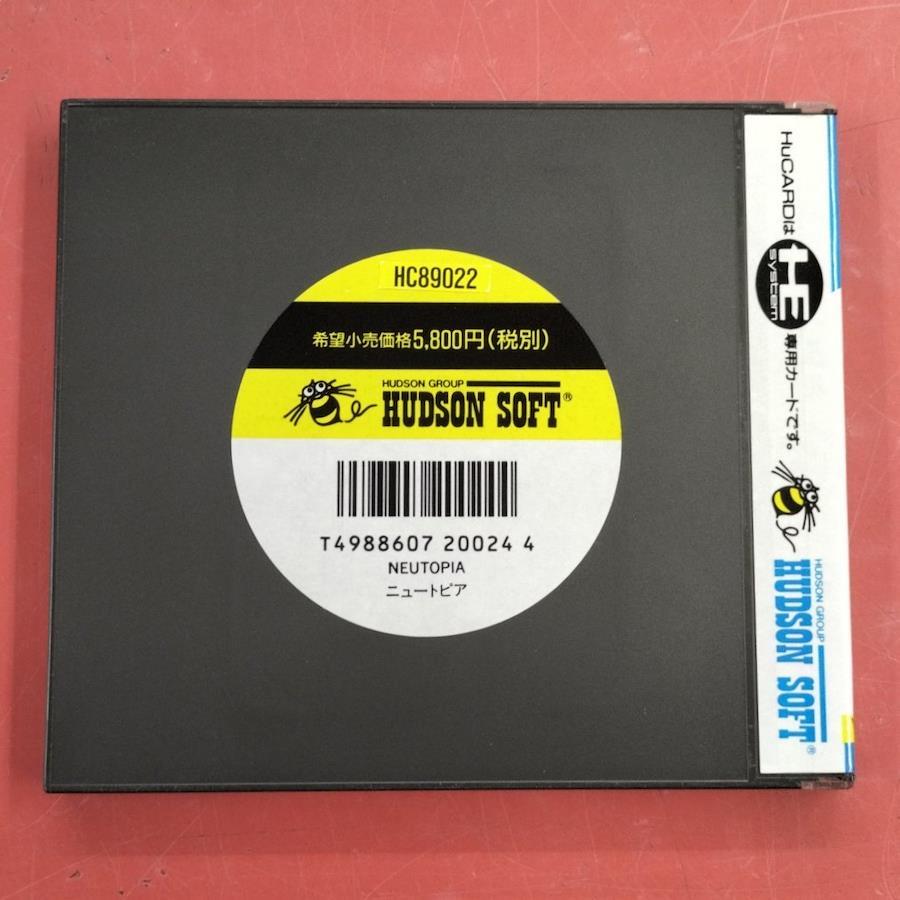 HC89022
希望小売価格5,800円(税別)
HUDSON GROUP
HUDSON SOFT®
T4988607 20024 4
NEUTOPIA
ニュートピア
HuCARDは
HE
system
専用カードです。
HUDSON GROUP
HUDSON SOFT®